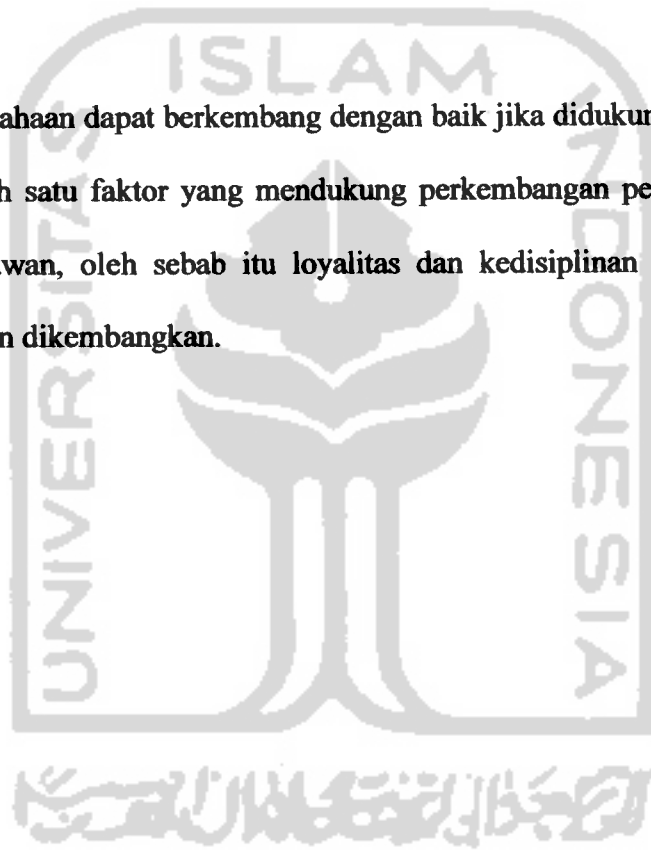 ISLAM
UNIVERSITAS
INDONESIA
ahaan dapat berkembang dengan baik jika didukun
h satu faktor yang mendukung perkembangan pe
wan, oleh sebab itu loyalitas dan kedisiplinan
n dikembangkan.